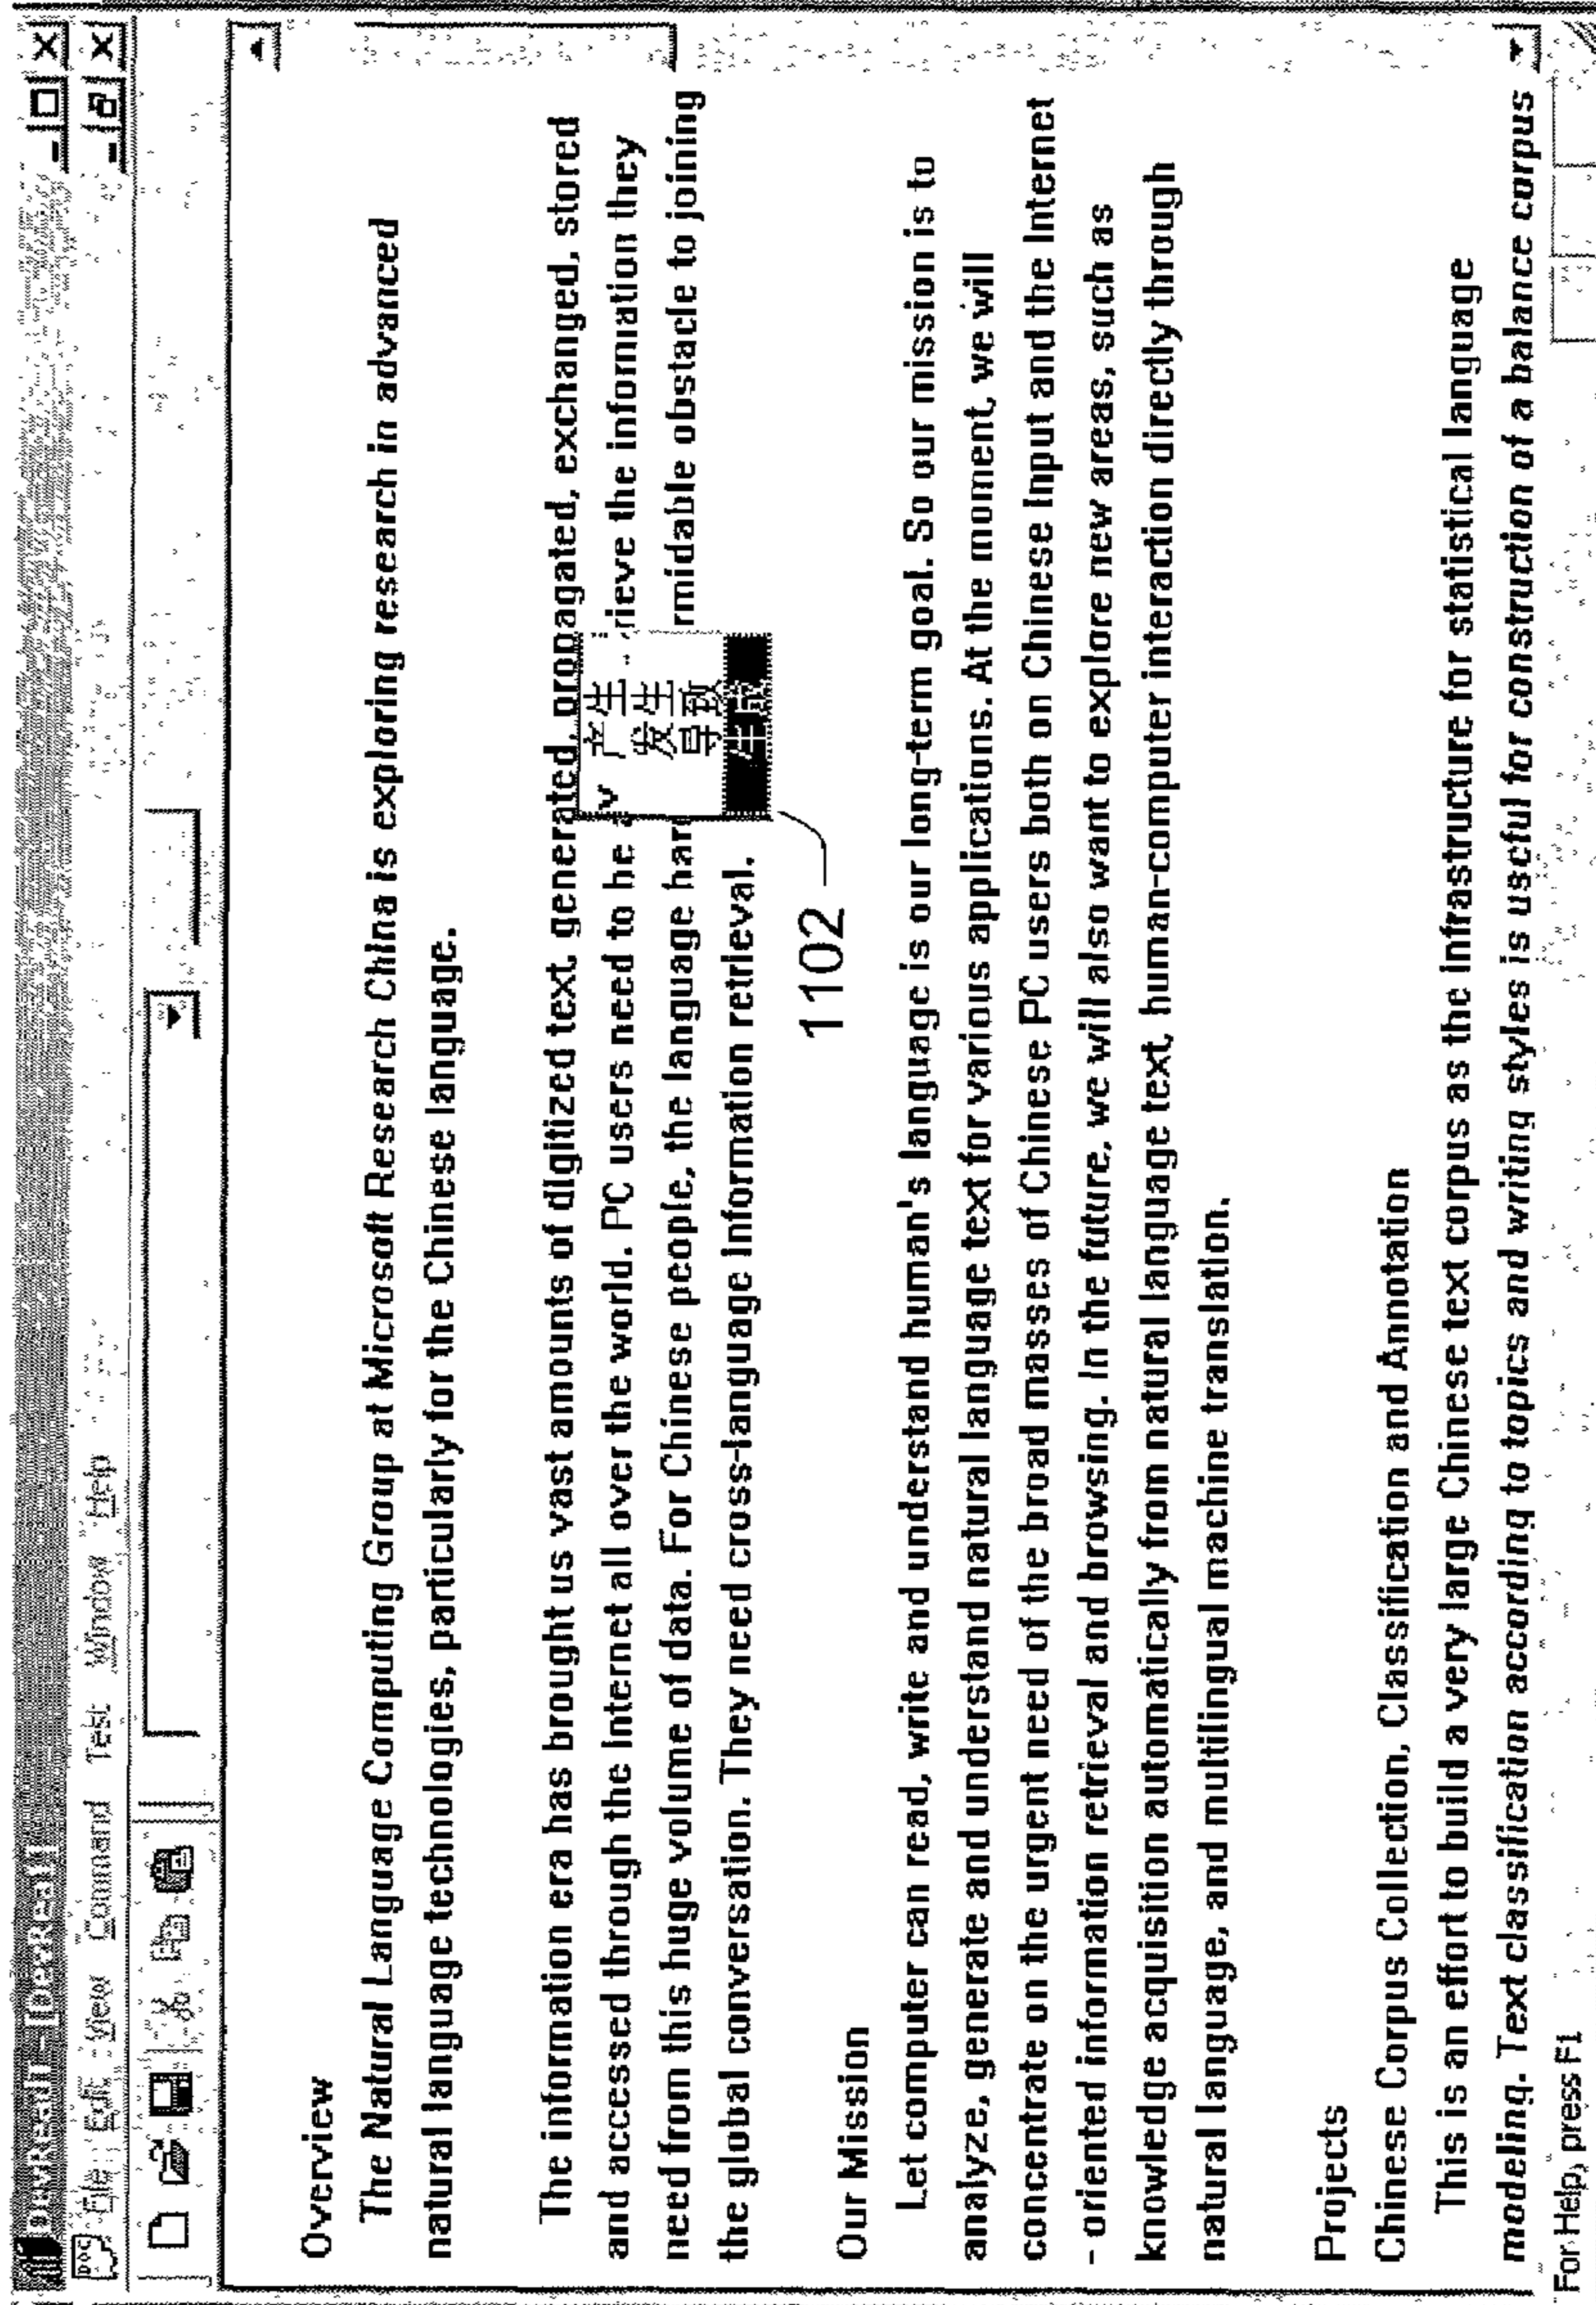 File Edit View Command Test Window Help
Overview
The Natural Language Computing Group at Microsoft Research China is exploring research in advanced
natural language technologies, particularly for the Chinese language.
The information era has brought us vast amounts of digitized text generated, propagated, exchanged, stored
and accessed through the Internet all over the world. PC users need to be v 产生 rieve the information they
发生
need from this huge volume of data. For Chinese people, the language har 导致 rmidable obstacle to joining
生成
the global conversation. They need cross-language information retrieval.
1102
Our Mission
Let computer can read, write and understand human's language is our long-term goal. So our mission is to
analyze, generate and understand natural language text for various applications. At the moment, we will
concentrate on the urgent need of the broad masses of Chinese PC users both on Chinese Input and the Internet
- oriented information retrieval and browsing. In the future, we will also want to explore new areas, such as
knowledge acquisition automatically from natural language text, human-computer interaction directly through
natural language, and multilingual machine translation.
Projects
Chinese Corpus Collection, Classification and Annotation
This is an effort to build a very large Chinese text corpus as the infrastructure for statistical language
modeling. Text classification according to topics and writing styles is useful for construction of a balance corpus
For Help, press F1